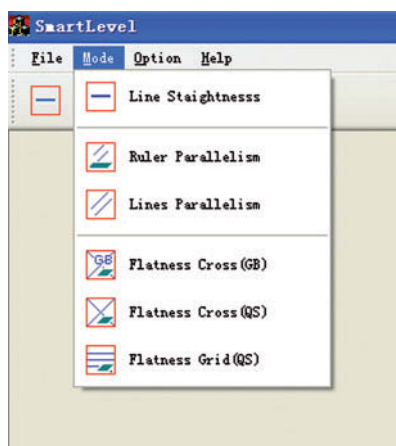 SmartLevel
File Mode Option Help
Line Staightnesss
Ruler Parallelism
Lines Parallelism
GB
Flatness Cross(GB)
Flatness Cross(QS)
Flatness Grid(QS)